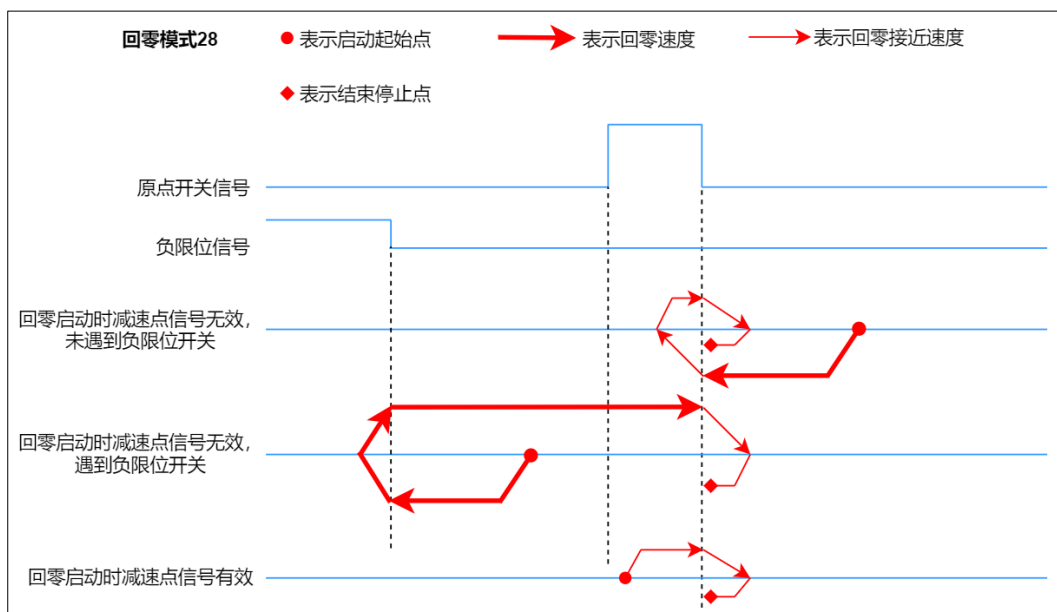 回零模式28
表示启动起始点
表示回零速度
表示回零接近速度
表示结束停止点
原点开关信号
负限位信号
回零启动时减速点信号无效，
未遇到负限位开关
回零启动时减速点信号无效，
遇到负限位开关
回零启动时减速点信号有效